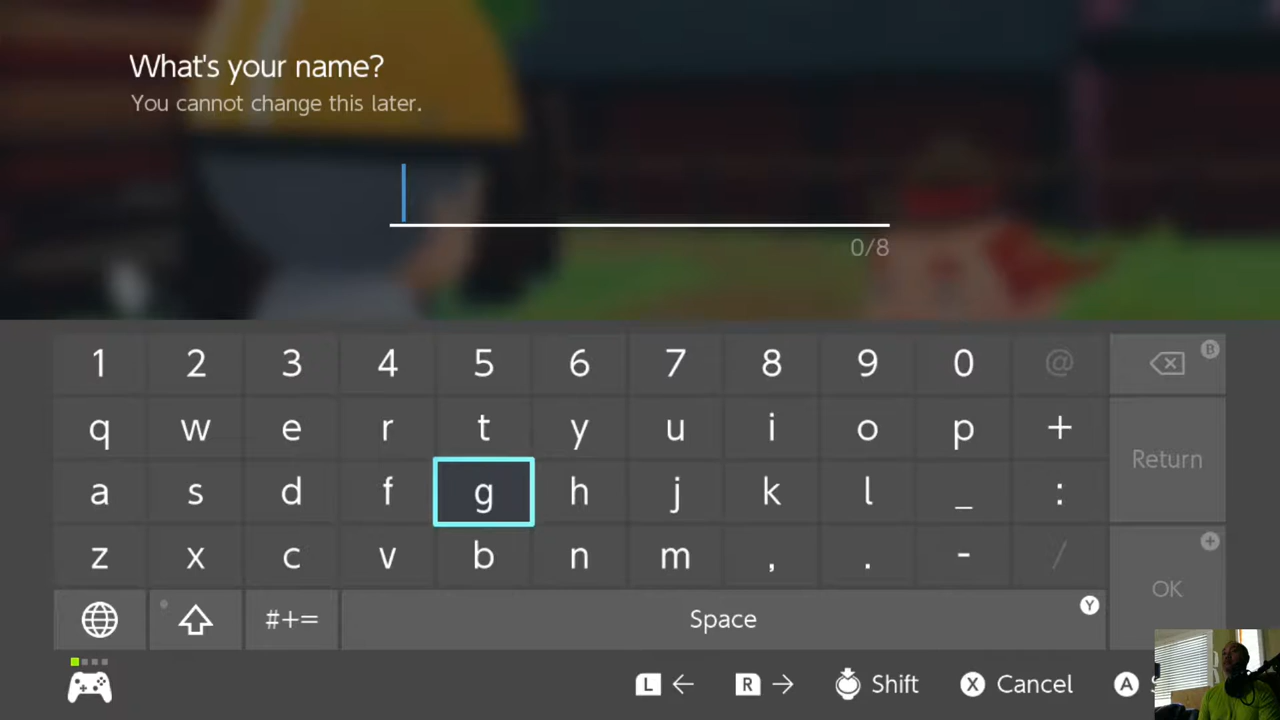 What's your name?
You cannot change this later.
0/8
1 2 3 4 5 6 7 8 9 0 @
B
q w e r t y u i o p +
Return
a s d f g h j k l _ :
z x c v b n m , . - /
+
OK
#+= Space Y
L ← R → Shift X Cancel A